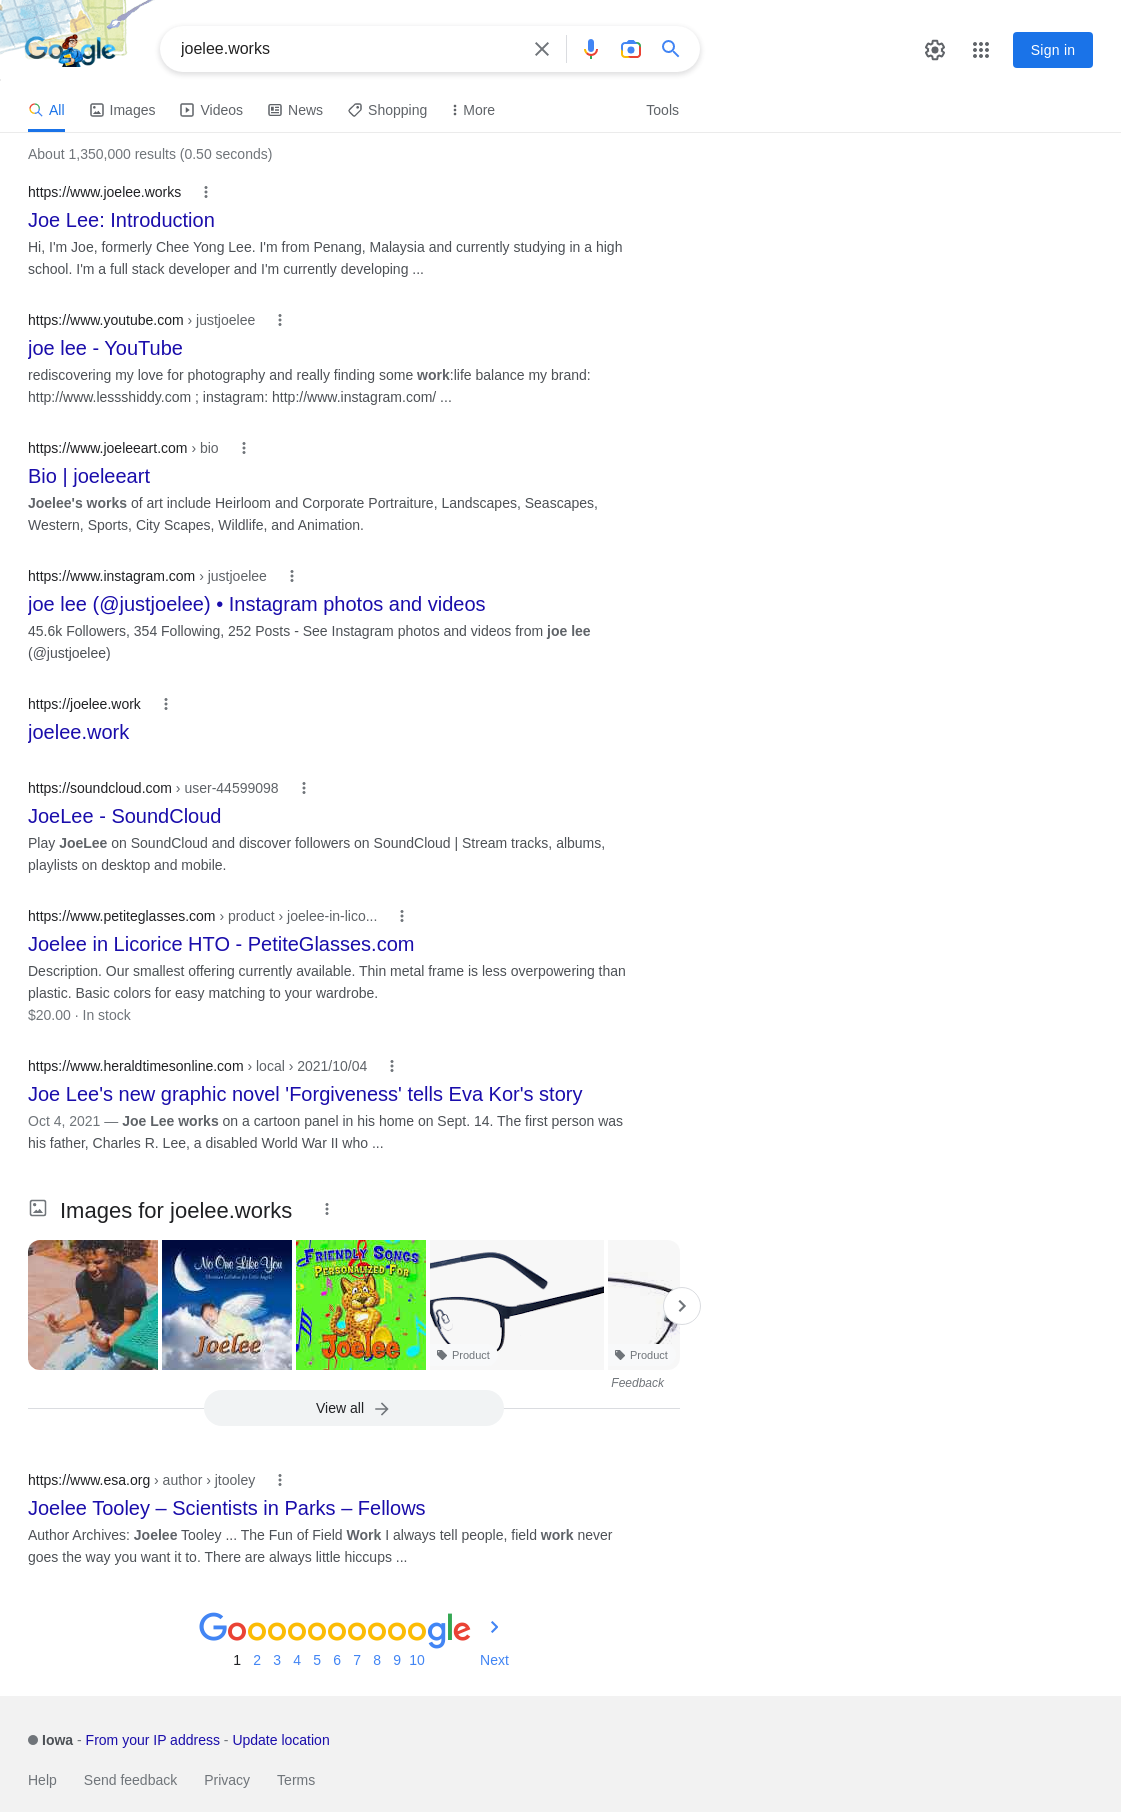 Google
joelee.works
Sign in
All Images Videos News Shopping More Tools
About 1,350,000 results (0.50 seconds)
https://www.joelee.works
Joe Lee: Introduction
Hi, I'm Joe, formerly Chee Yong Lee. I'm from Penang, Malaysia and currently studying in a high
school. I'm a full stack developer and I'm currently developing ...
https://www.youtube.com › justjoelee
joe lee - YouTube
rediscovering my love for photography and really finding some work:life balance my brand:
http://www.lessshiddy.com ; instagram: http://www.instagram.com/ ...
https://www.joeleeart.com › bio
Bio | joeleeart
Joelee's works of art include Heirloom and Corporate Portraiture, Landscapes, Seascapes,
Western, Sports, City Scapes, Wildlife, and Animation.
https://www.instagram.com › justjoelee
joe lee (@justjoelee) • Instagram photos and videos
45.6k Followers, 354 Following, 252 Posts - See Instagram photos and videos from joe lee
(@justjoelee)
https://joelee.work
joelee.work
https://soundcloud.com › user-44599098
JoeLee - SoundCloud
Play JoeLee on SoundCloud and discover followers on SoundCloud | Stream tracks, albums,
playlists on desktop and mobile.
https://www.petiteglasses.com › product › joelee-in-lico...
Joelee in Licorice HTO - PetiteGlasses.com
Description. Our smallest offering currently available. Thin metal frame is less overpowering than
plastic. Basic colors for easy matching to your wardrobe.
$20.00 · In stock
https://www.heraldtimesonline.com › local › 2021/10/04
Joe Lee's new graphic novel 'Forgiveness' tells Eva Kor's story
Oct 4, 2021 — Joe Lee works on a cartoon panel in his home on Sept. 14. The first person was
his father, Charles R. Lee, a disabled World War II who ...
Images for joelee.works
No One Like You
Joelee
FRIENDLY SONGS
PERSONALIZED FOR
Joelee
Product
Product
Feedback
View all
https://www.esa.org › author › jtooley
Joelee Tooley – Scientists in Parks – Fellows
Author Archives: Joelee Tooley ... The Fun of Field Work I always tell people, field work never
goes the way you want it to. There are always little hiccups ...
Goooooooooogle
1 2 3 4 5 6 7 8 9 10 Next
Iowa - From your IP address - Update location
Help Send feedback Privacy Terms